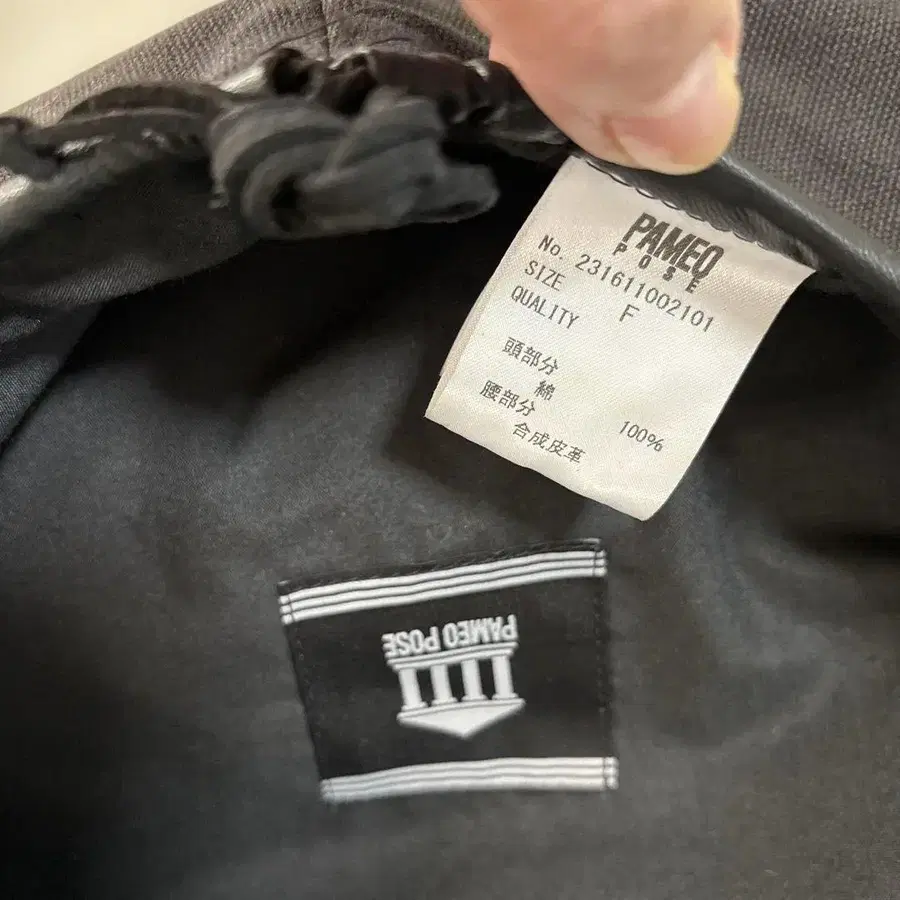 PAMEO
POSE
No. 231611002101
SIZE F
QUALITY
頭部分
綿 100%
腰部分
合成皮革
PAMEO POSE